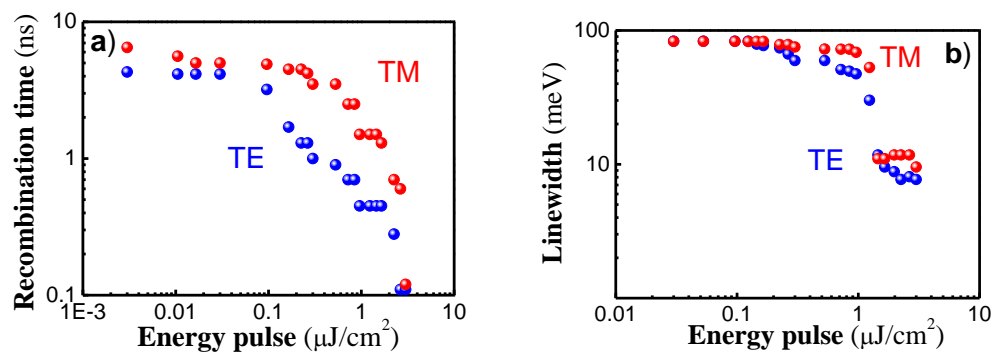 a)
Recombination time (ns)
10
1
0.1
TM
TE
1E-3
0.01
0.1
1
10
Energy pulse (μJ/cm²)
b)
Linewidth (meV)
100
10
1
TM
TE
0.01
0.1
1
10
Energy pulse (μJ/cm²)